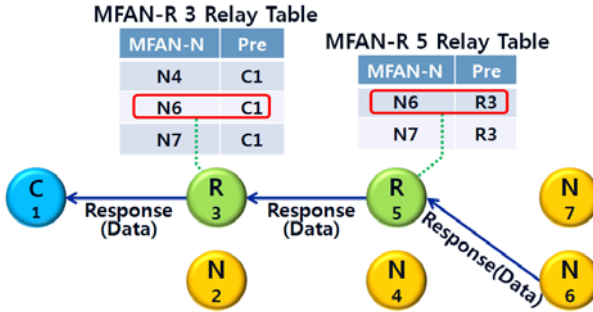 MFAN-R 3 Relay Table
MFAN-N Pre
N4 C1
N6 C1
N7 C1
MFAN-R 5 Relay Table
MFAN-N Pre
N6 R3
N7 R3
C
1
Response
(Data)
R
3
Response
(Data)
R
5
Response(Data)
N
7
N
2
N
4
N
6